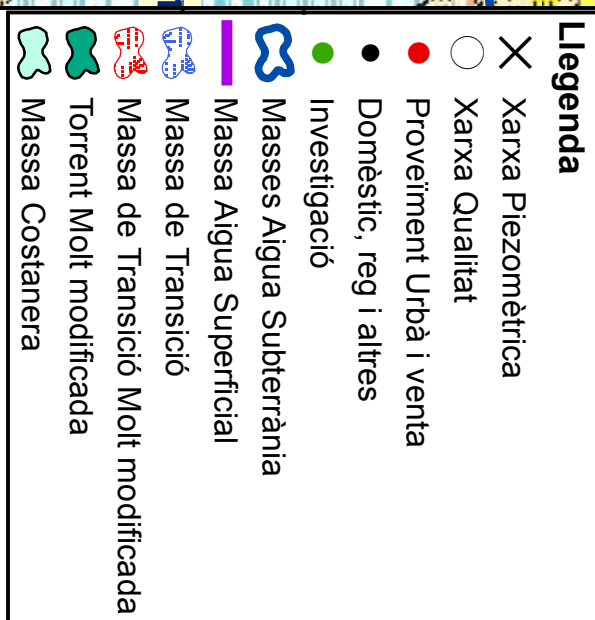 Llegenda
Xarxa Piezomètrica
Xarxa Qualitat
Proveïment Urbà i venta
Domèstic, reg i altres
Investigació
Masses Aigua Subterrània
Massa Aigua Superficial
Massa de Transició
Massa de Transició Molt modificada
Torrent Molt modificada
Massa Costanera